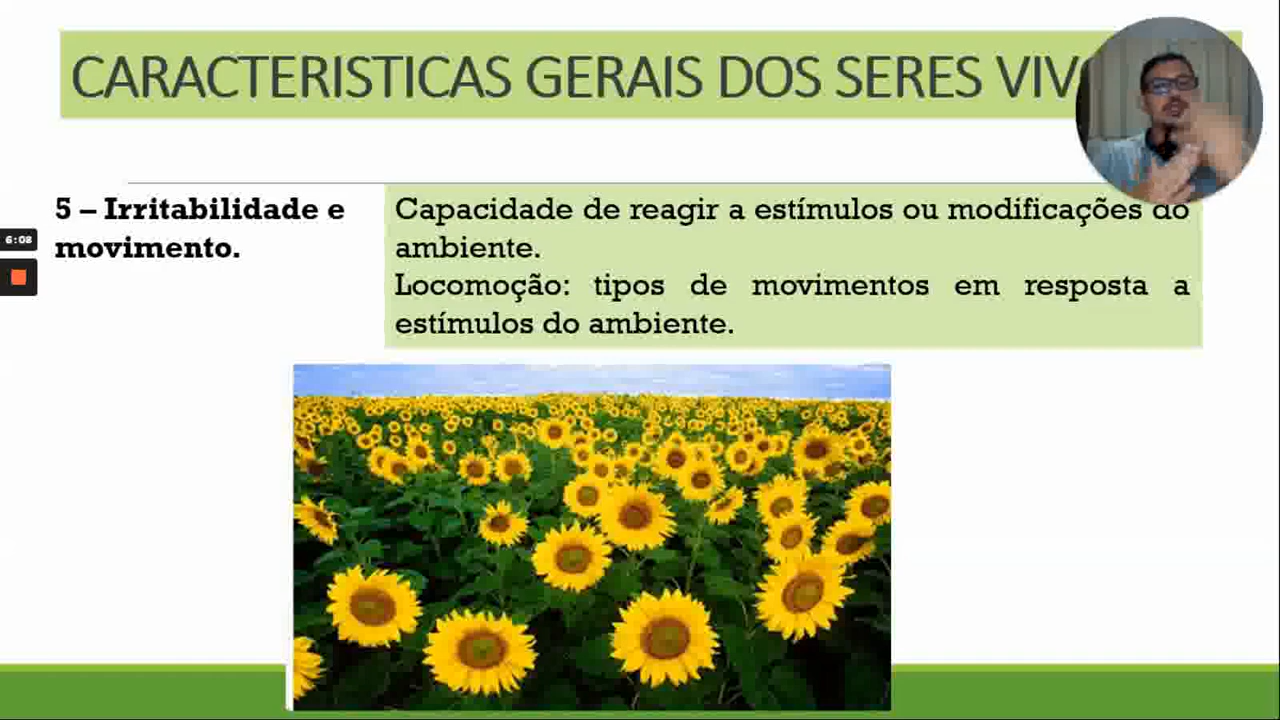 CARACTERISTICAS GERAIS DOS SERES
5 – Irritabilidade e
movimento.
Capacidade de reagir a estímulos ou modificações do
ambiente.
Locomoção: tipos de movimentos em resposta a
estímulos do ambiente.
6:08